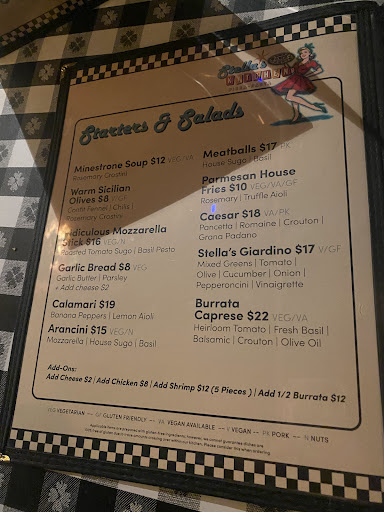 Stella's
Starters & Salads
Minestrone Soup $12 VEG/VA
Rosemary Crostini
Warm Sicilian
Olives $8
Confit Fennel | Chilis |
Rosemary Crostini
Ridiculous Mozzarella
Stick $16 VEG, N
Roasted Tomato Sugo | Basil Pesto
Garlic Bread $8 VEG
Garlic Butter | Parsley
+ Add cheese $2
Calamari $19
Banana Peppers | Lemon Aioli
Arancini $15 VEG/N
Mozzarella | House Sugo | Basil
Meatballs $17 PK
House Sugo | Basil
Parmesan House
Fries $10 VEG/VA/GF
Rosemary | Truffle Aioli
Caesar $18 VA/PK
Pancetta | Romaine | Crouton |
Grana Padano
Stella's Giardino $17 V/GF
Mixed Greens | Tomato |
Olive | Cucumber | Onion |
Pepperoncini | Vinaigrette
Burrata
Caprese $22 VEG/VA
Heirloom Tomato | Fresh Basil |
Balsamic | Crouton | Olive Oil
Add-Ons:
Add Cheese $2 | Add Chicken $8 | Add Shrimp $12 (5 Pieces) | Add 1/2 Burrata $12
VEG VEGETARIAN -- GF GLUTEN FRIENDLY -- VA VEGAN AVAILABLE -- V VEGAN -- PK PORK -- N NUTS